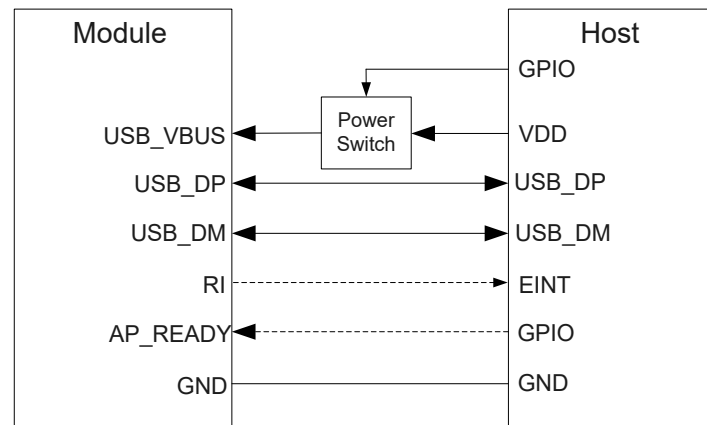 Module
Host
GPIO
Power
Switch
USB_VBUS
VDD
USB_DP
USB_DP
USB_DM
USB_DM
RI
EINT
AP_READY
GPIO
GND
GND